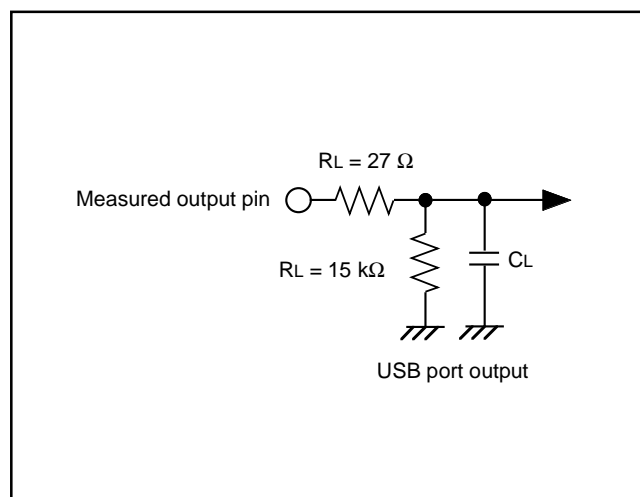 RL = 27 Ω
Measured output pin
RL = 15 kΩ
CL
USB port output